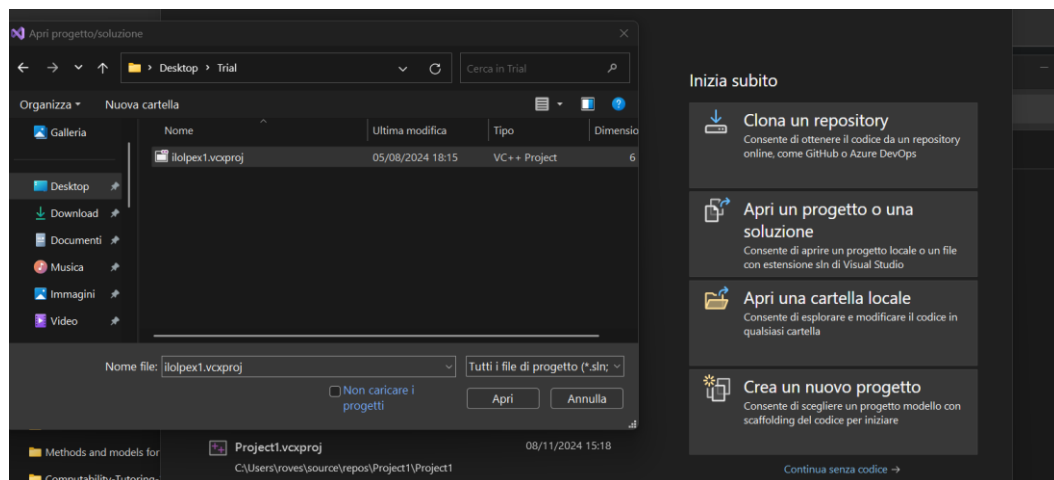 Apri progetto/soluzione
Desktop > Trial
Cerca in Trial
Organizza
Nuova cartella
Galleria
Desktop
Download
Documenti
Musica
Immagini
Video
Nome
Ultima modifica
Tipo
Dimensio
ilolpex1.vcxproj
05/08/2024 18:15
VC++ Project
6
Nome file:
ilolpex1.vcxproj
Tutti i file di progetto (*.sln;
Non caricare i
progetti
Apri
Annulla
Methods and models for
Computability-Tutoring-
Project1.vcxproj
08/11/2024 15:18
C:\Users\roves\source\repos\Project1\Project1
Inizia subito
Clona un repository
Consente di ottenere il codice da un repository
online, come GitHub o Azure DevOps
Apri un progetto o una
soluzione
Consente di aprire un progetto locale o un file
con estensione sln di Visual Studio
Apri una cartella locale
Consente di esplorare e modificare il codice in
qualsiasi cartella
Crea un nuovo progetto
Consente di scegliere un progetto modello con
scaffolding del codice per iniziare
Continua senza codice →